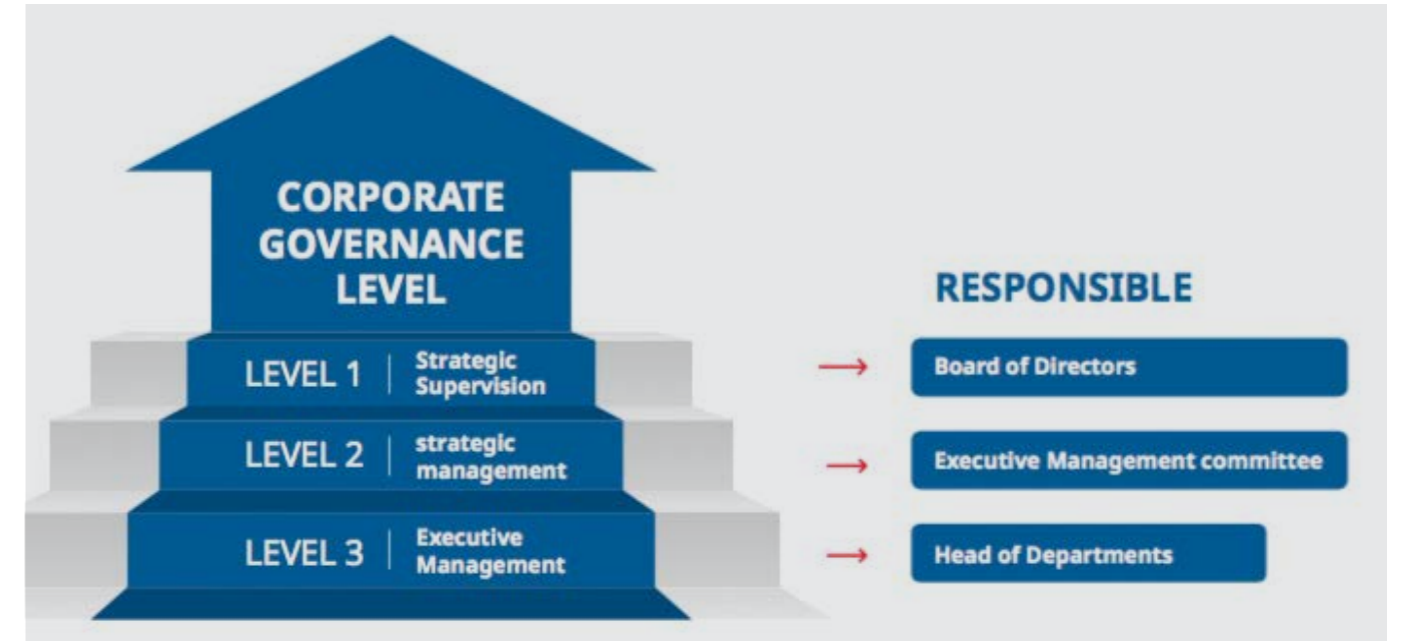 CORPORATE
GOVERNANCE
LEVEL
RESPONSIBLE
LEVEL 1
Strategic
Supervision
Board of Directors
LEVEL 2
strategic
management
Executive Management committee
LEVEL 3
Executive
Management
Head of Departments